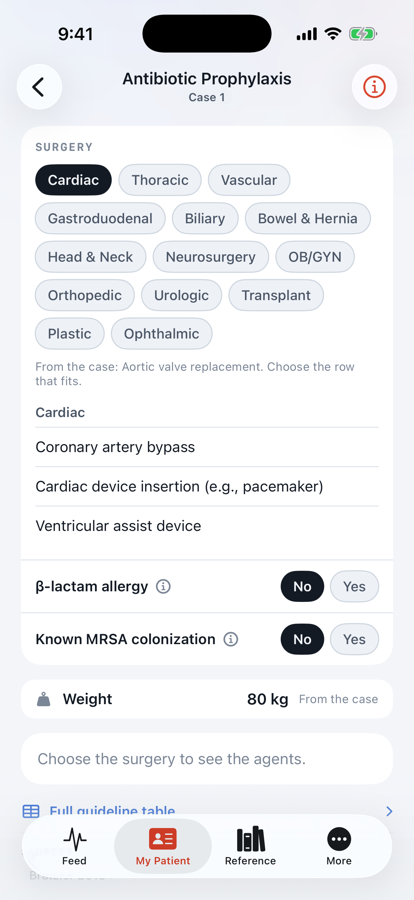 9:41
Antibiotic Prophylaxis
Case 1
SURGERY
Cardiac Thoracic Vascular
Gastroduodenal Biliary Bowel & Hernia
Head & Neck Neurosurgery OB/GYN
Orthopedic Urologic Transplant
Plastic Ophthalmic
From the case: Aortic valve replacement. Choose the row
that fits.
Cardiac
Coronary artery bypass
Cardiac device insertion (e.g., pacemaker)
Ventricular assist device
β-lactam allergy No Yes
Known MRSA colonization No Yes
Weight 80 kg From the case
Choose the surgery to see the agents.
Full guideline table
Feed My Patient Reference More